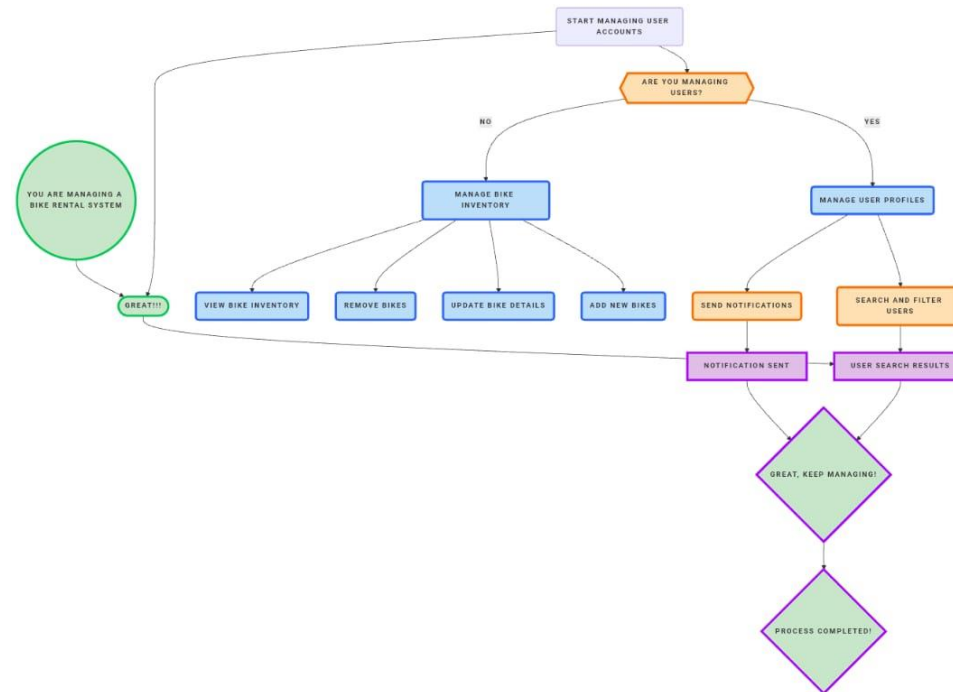 START MANAGING USER
ACCOUNTS
ARE YOU MANAGING
USERS?
NO
YES
YOU ARE MANAGING A
BIKE RENTAL SYSTEM
MANAGE BIKE
INVENTORY
MANAGE USER PROFILES
GREAT!!!
VIEW BIKE INVENTORY
REMOVE BIKES
UPDATE BIKE DETAILS
ADD NEW BIKES
SEND NOTIFICATIONS
SEARCH AND FILTER
USERS
NOTIFICATION SENT
USER SEARCH RESULTS
GREAT, KEEP MANAGING!
PROCESS COMPLETED!